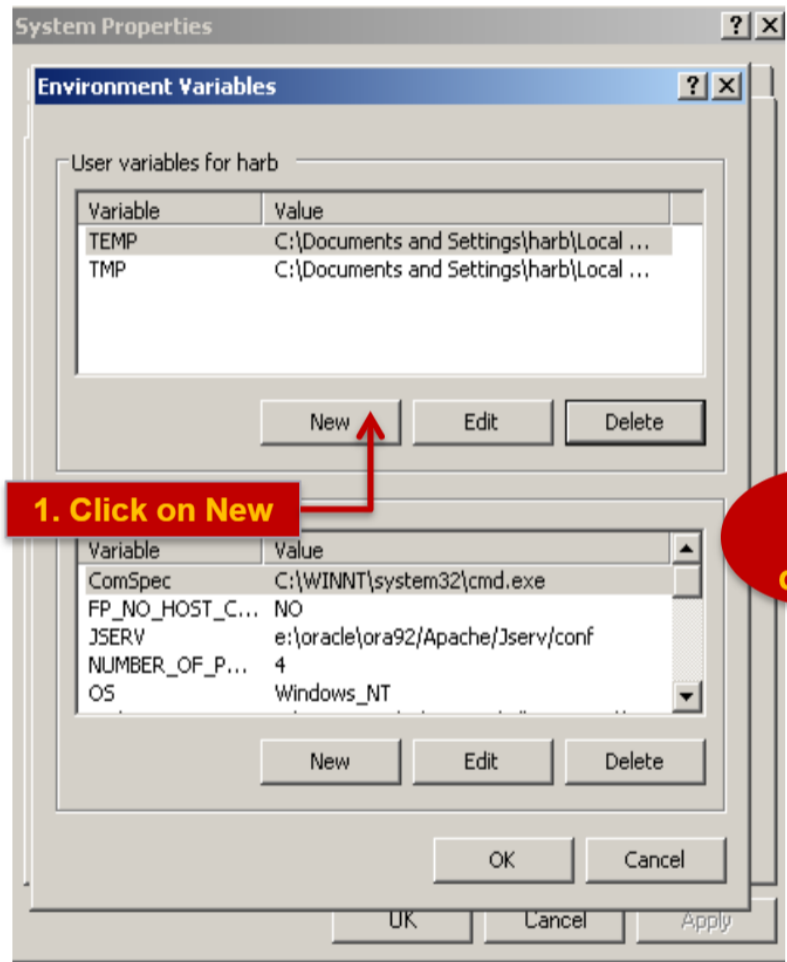 System Properties
Environment Variables
User variables for harb
Variable Value
TEMP C:\Documents and Settings\harb\Local ...
TMP C:\Documents and Settings\harb\Local ...
New Edit Delete
1. Click on New
Variable Value
ComSpec C:\WINNT\system32\cmd.exe
FP_NO_HOST_C... NO
JSERV e:\oracle\ora92/Apache/Jserv/conf
NUMBER_OF_P... 4
OS Windows_NT
New Edit Delete
OK Cancel
OK Cancel Apply